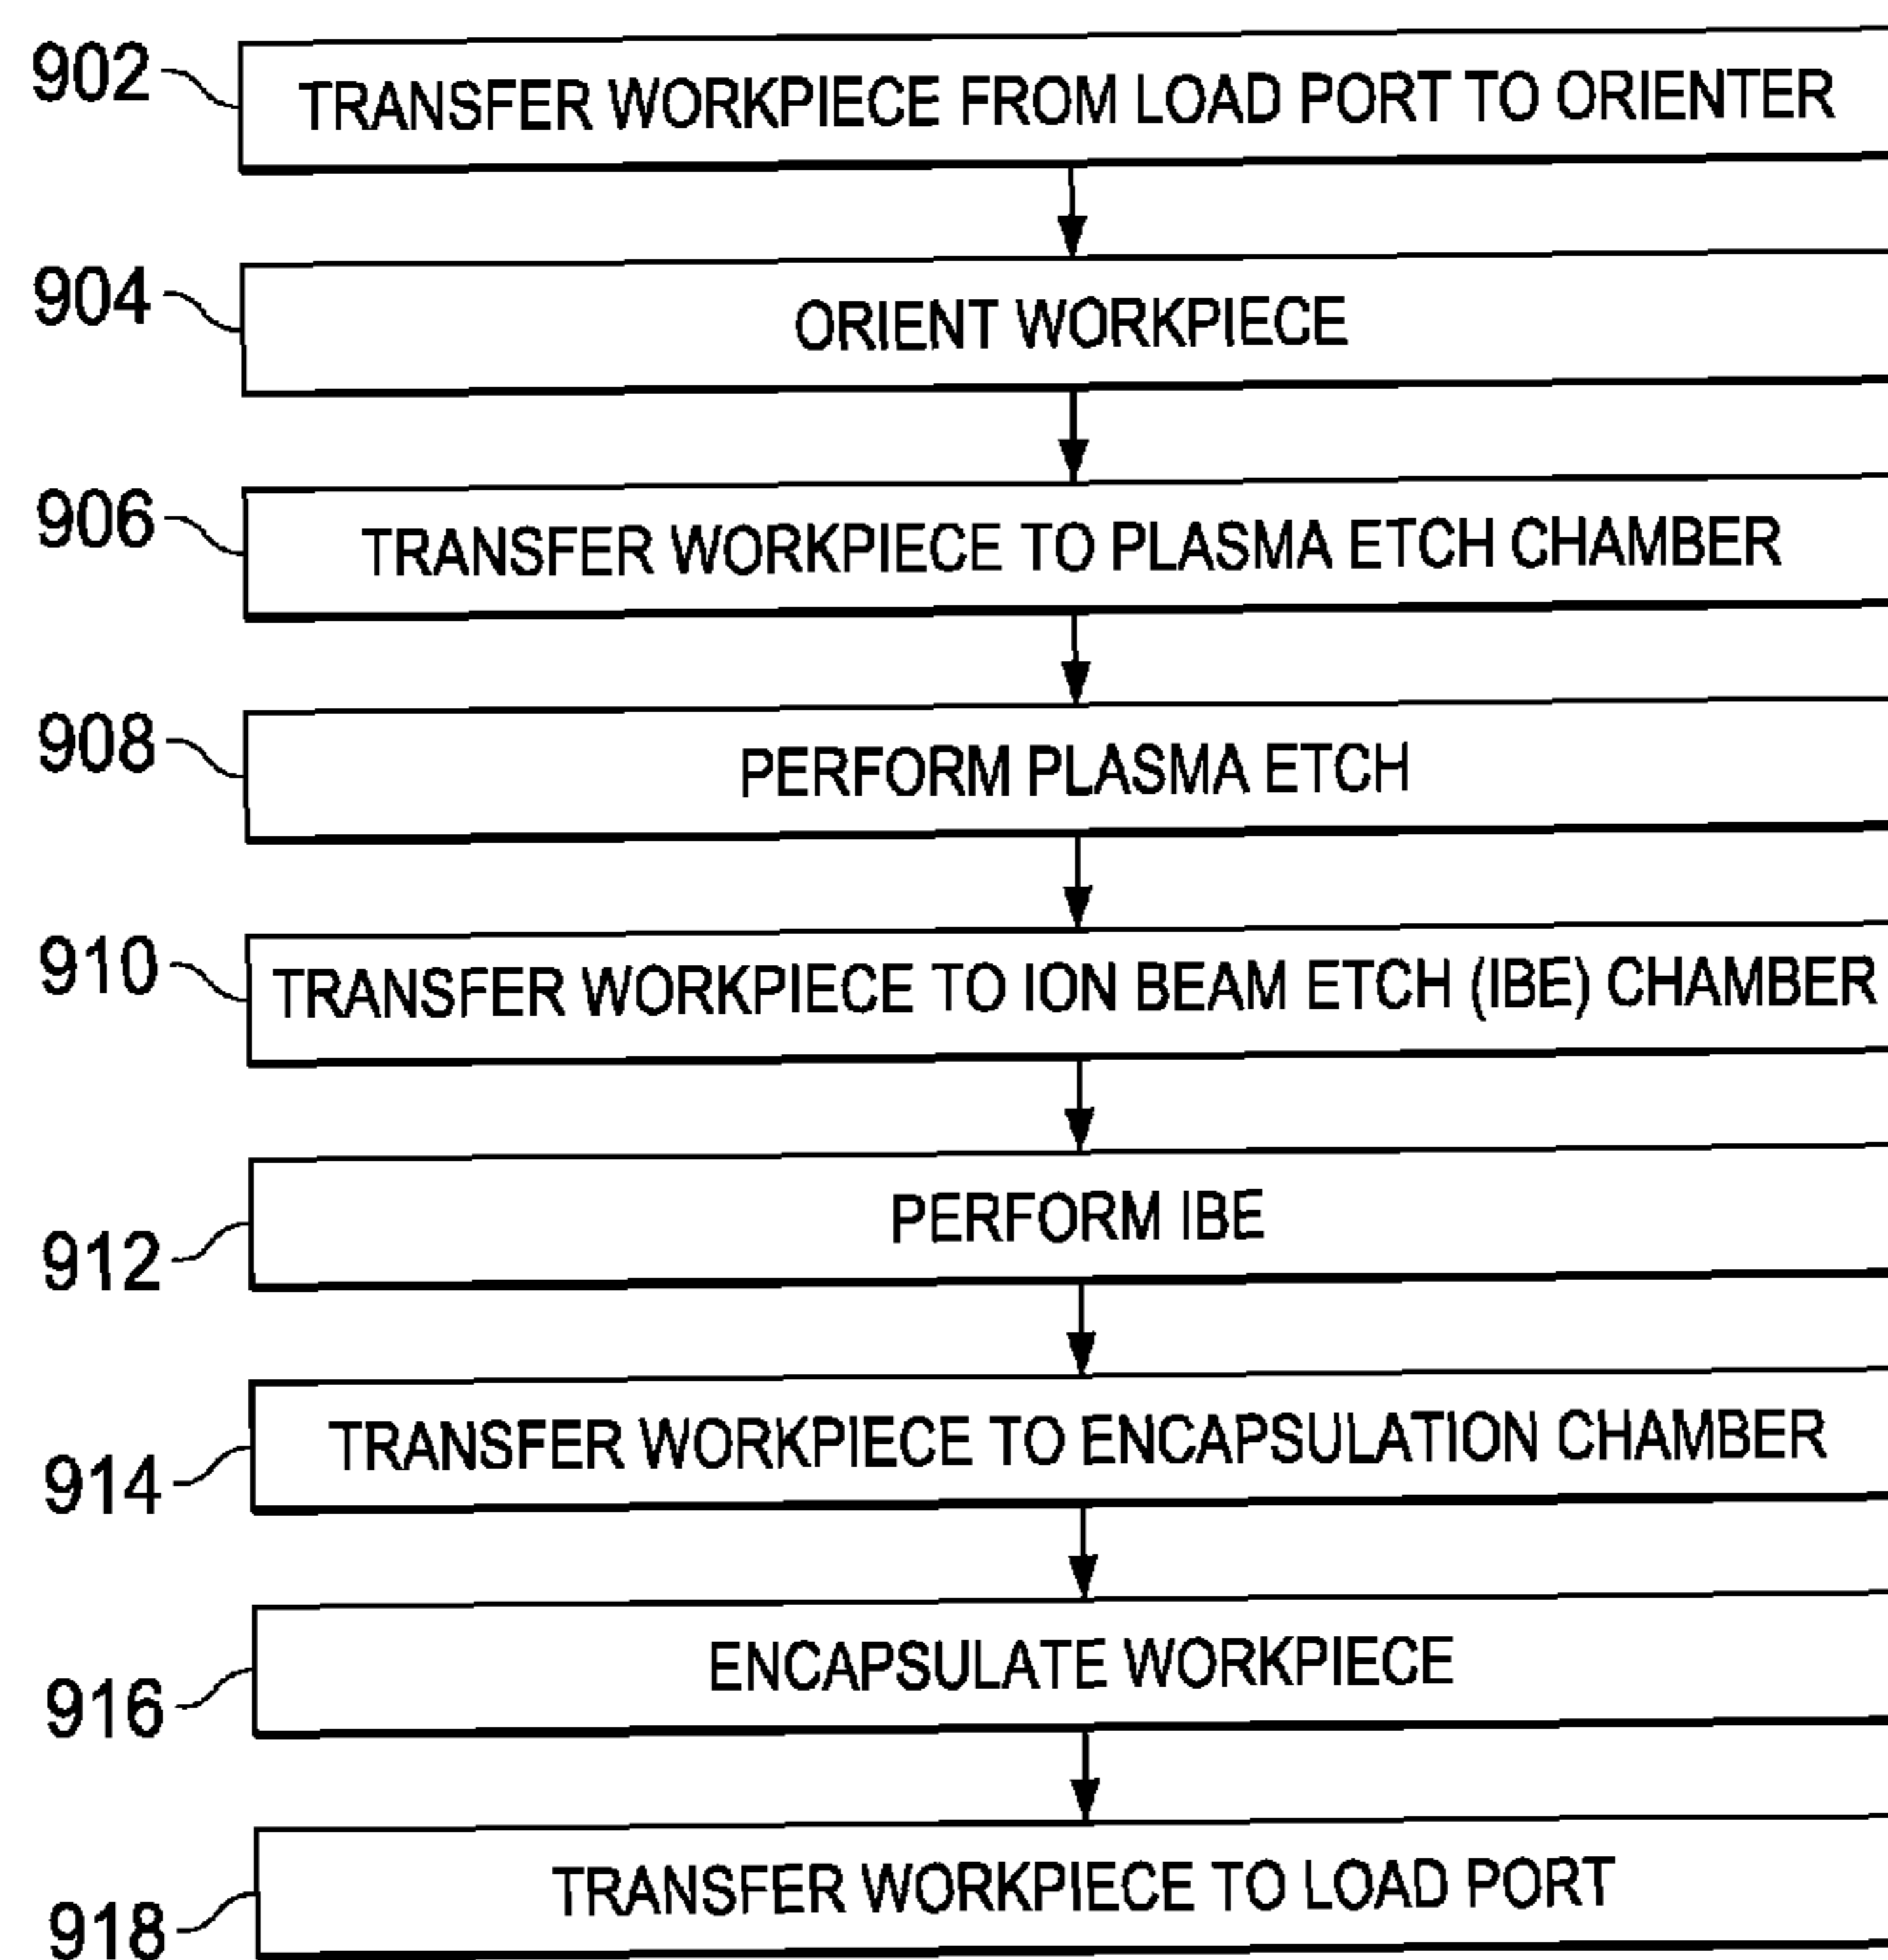 902 TRANSFER WORKPIECE FROM LOAD PORT TO ORIENTER
904 ORIENT WORKPIECE
906 TRANSFER WORKPIECE TO PLASMA ETCH CHAMBER
908 PERFORM PLASMA ETCH
910 TRANSFER WORKPIECE TO ION BEAM ETCH (IBE) CHAMBER
912 PERFORM IBE
914 TRANSFER WORKPIECE TO ENCAPSULATION CHAMBER
916 ENCAPSULATE WORKPIECE
918 TRANSFER WORKPIECE TO LOAD PORT